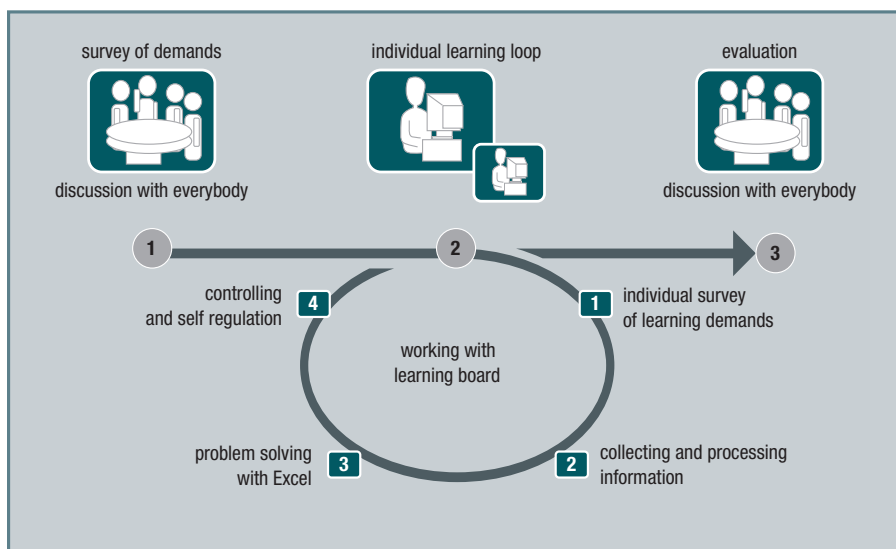 survey of demands
individual learning loop
evaluation
discussion with everybody
discussion with everybody
1
2
3
4
controlling
and self regulation
1
individual survey
of learning demands
working with
learning board
problem solving
with Excel
3
2
collecting and processing
information